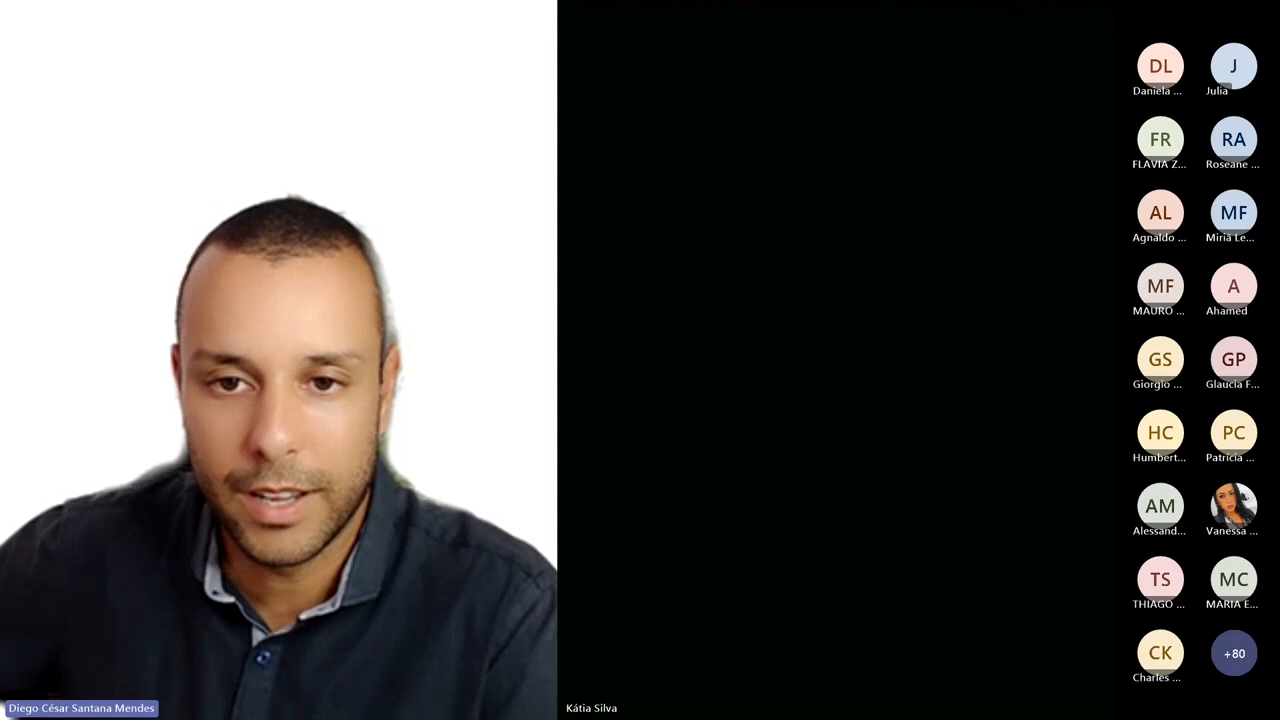 DL
J
Daniela ...
Julia
FR
RA
FLAVIA Z...
Roseane ...
AL
MF
Agnaldo ...
Miriã Le...
MF
A
MAURO ...
Ahamed
GS
GP
Giorgio ...
Glaucia F...
HC
PC
Humbert...
Patricia ...
AM
Alessand...
Vanessa ...
TS
MC
THIAGO ...
MARIA E...
CK
+80
Charles ...
Diego César Santana Mendes
Kátia Silva